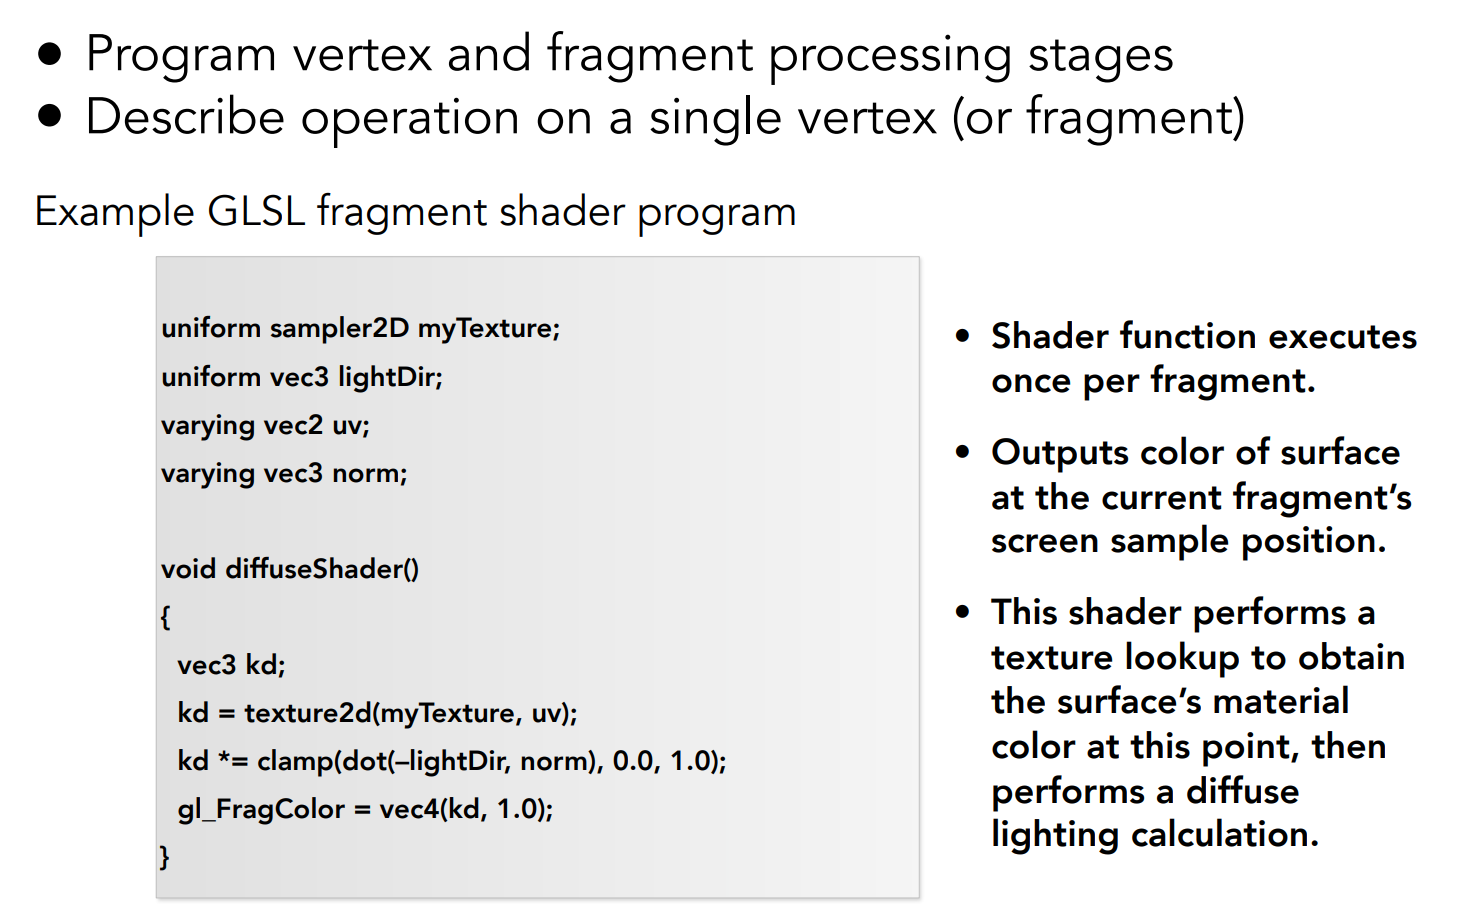 ● Program vertex and fragment processing stages
● Describe operation on a single vertex (or fragment)
Example GLSL fragment shader program
uniform sampler2D myTexture;
uniform vec3 lightDir;
varying vec2 uv;
varying vec3 norm;
void diffuseShader()
{
vec3 kd;
kd = texture2d(myTexture, uv);
kd *= clamp(dot(–lightDir, norm), 0.0, 1.0);
gl_FragColor = vec4(kd, 1.0);
}
• Shader function executes
once per fragment.
• Outputs color of surface
at the current fragment’s
screen sample position.
• This shader performs a
texture lookup to obtain
the surface’s material
color at this point, then
performs a diffuse
lighting calculation.